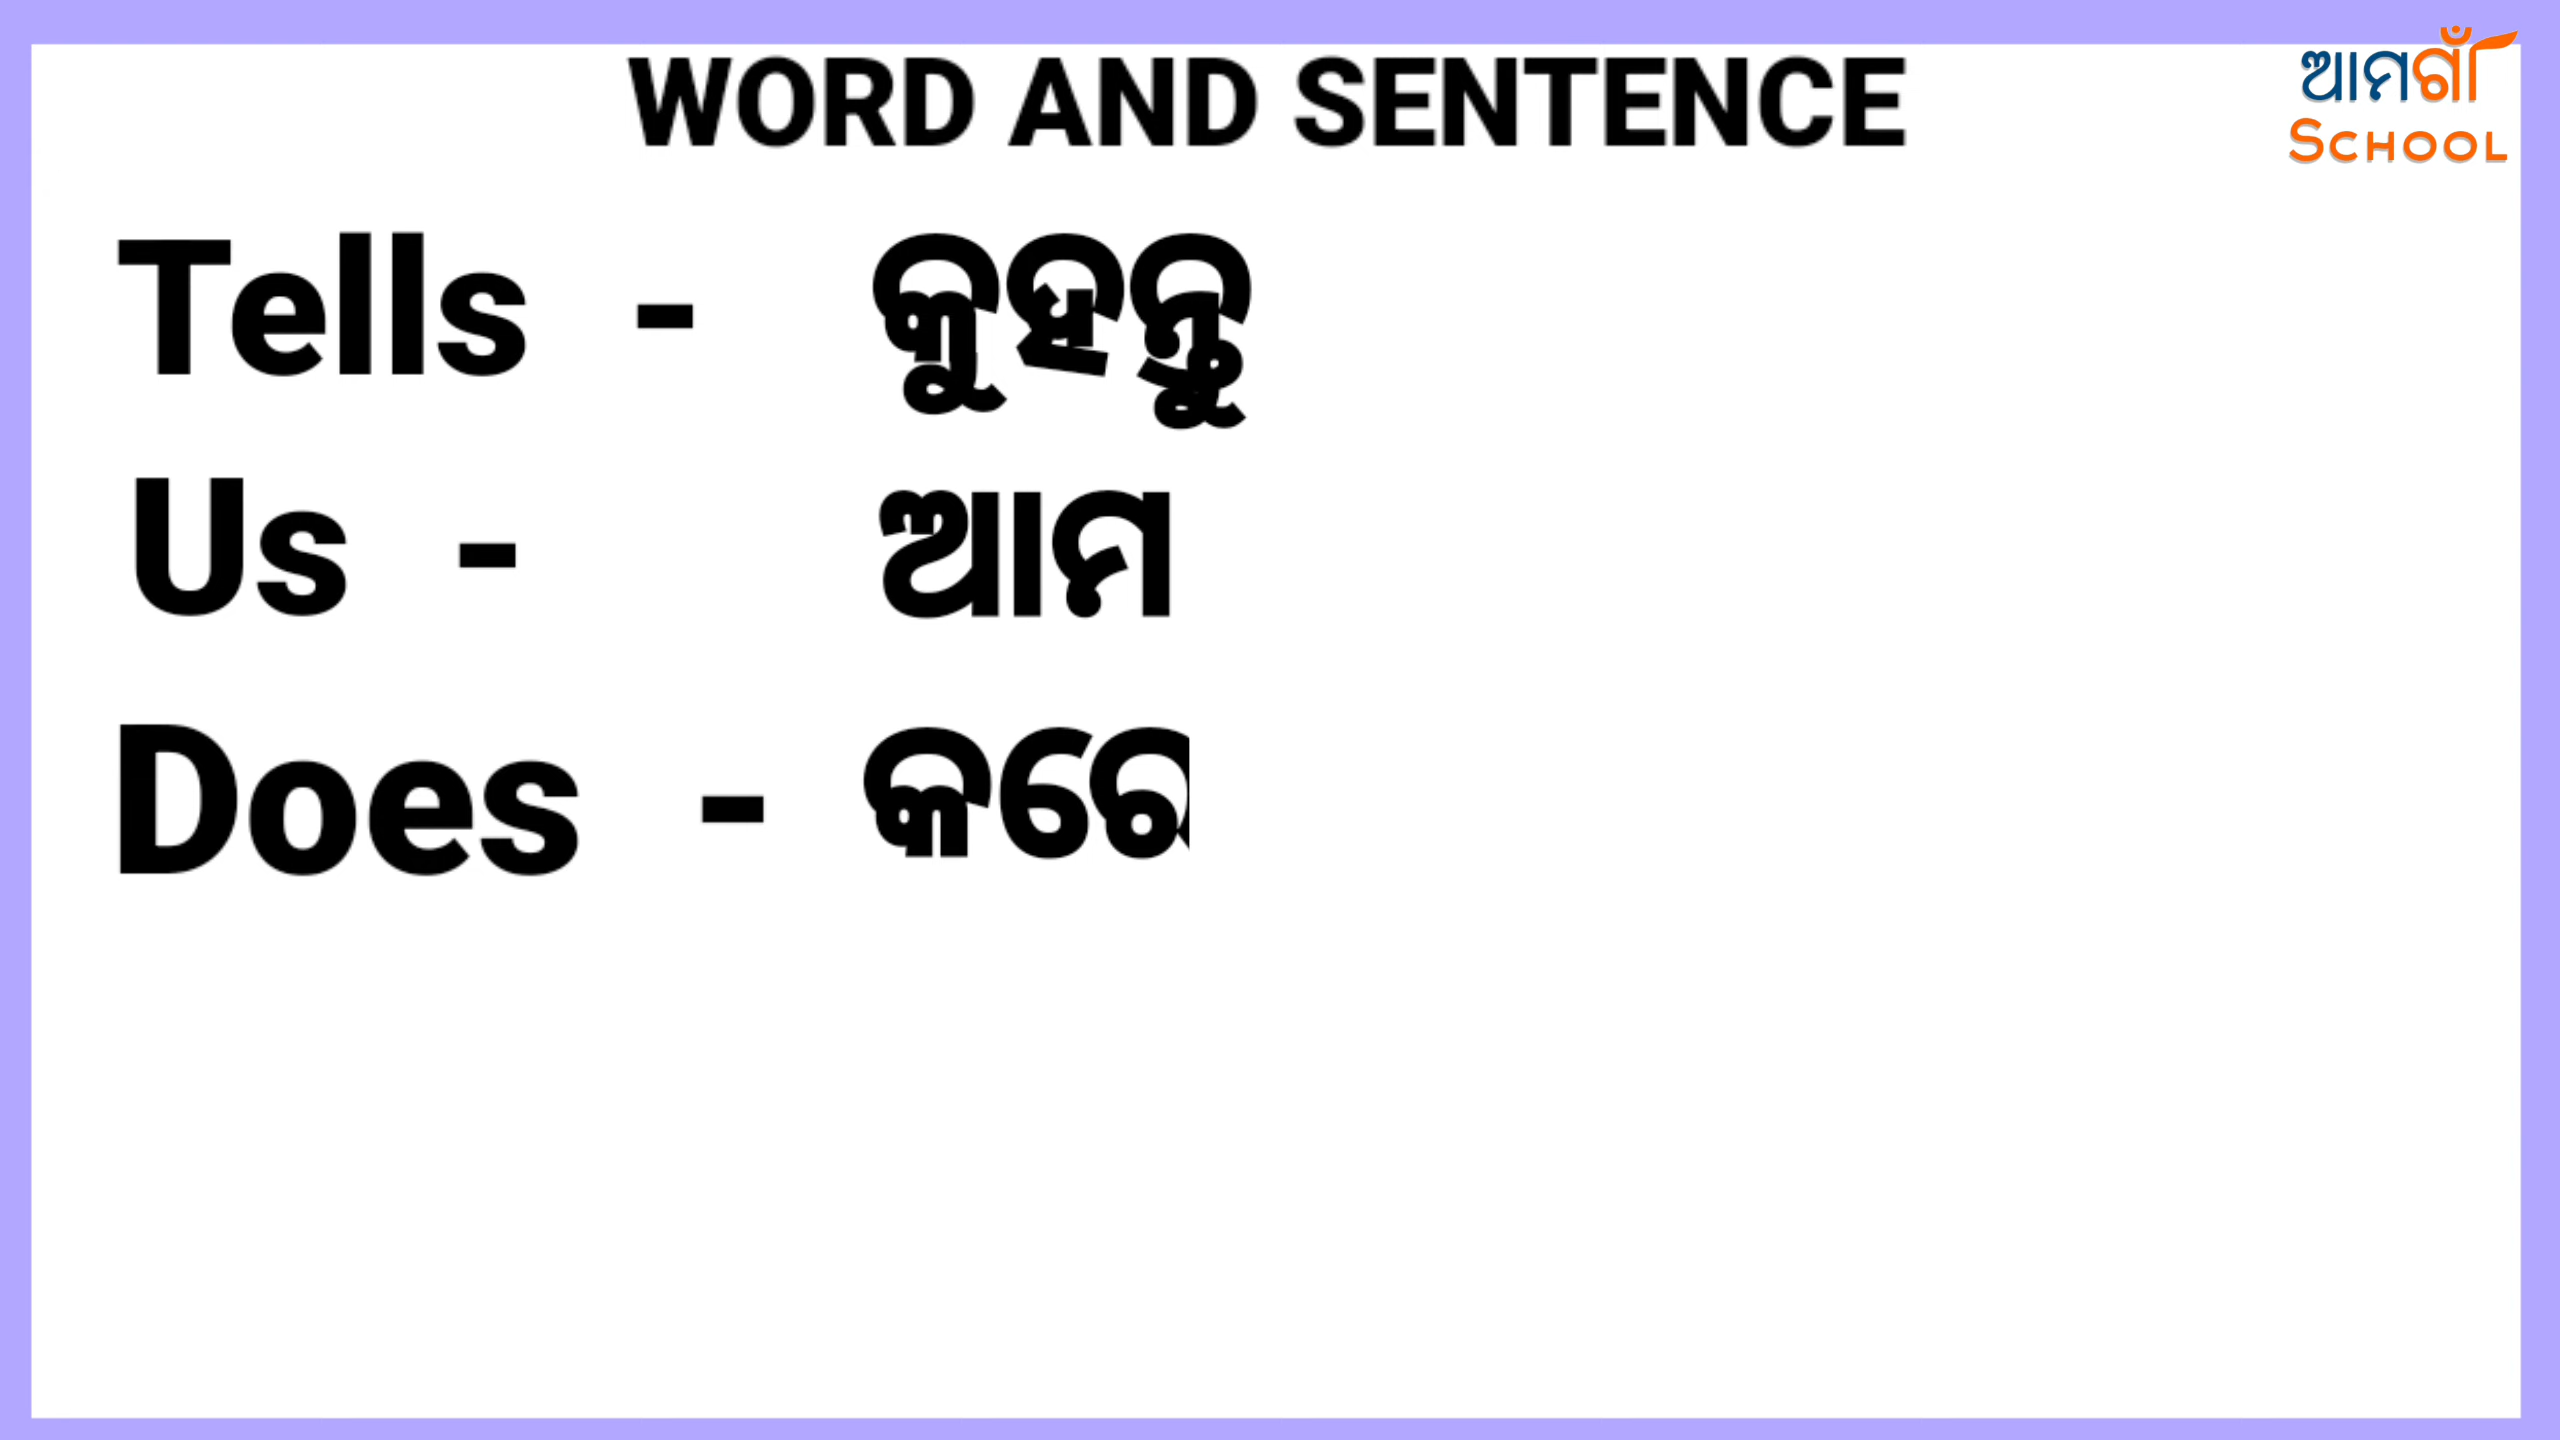 WORD AND SENTENCE
ଆମଗାଁ
SCHOOL
Tells - କୁହନ୍ତୁ
Us - ଆମ
Does - କରେ